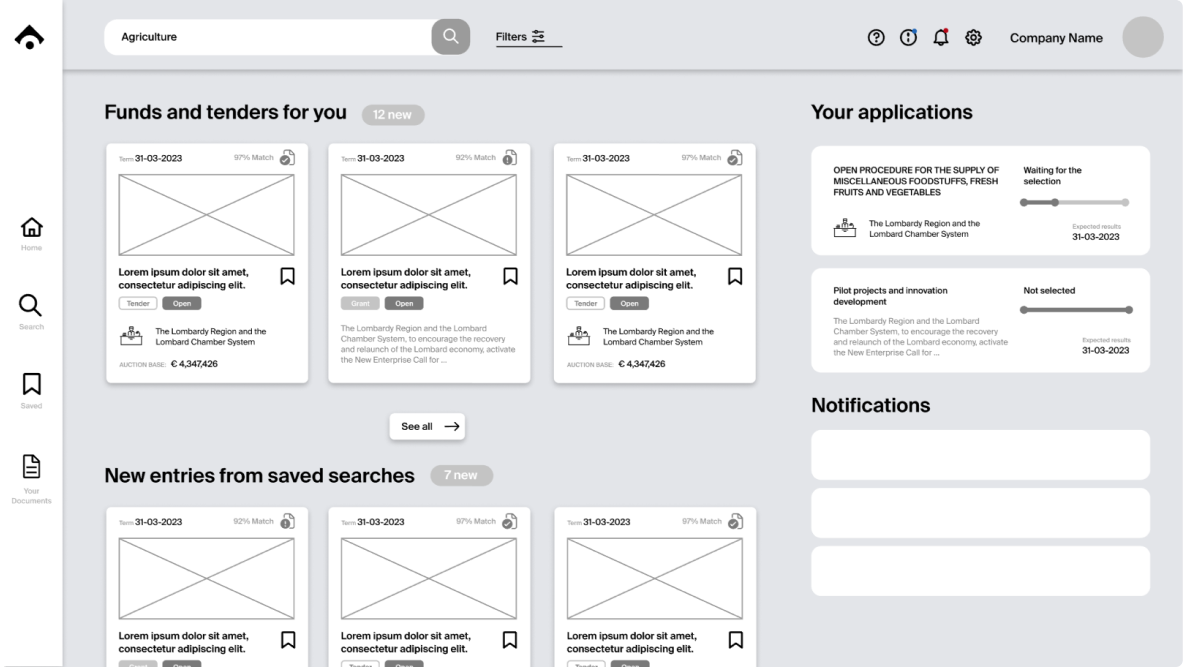 Agriculture
Filters
Company Name
Home
Search
Saved
Your
Documents
Funds and tenders for you
12 new
Term 31-03-2023
97% Match
Lorem ipsum dolor sit amet,
consectetur adipiscing elit.
Tender
Open
The Lombardy Region and the
Lombard Chamber System
AUCTION BASE: € 4,347,426
Term 31-03-2023
92% Match
Lorem ipsum dolor sit amet,
consectetur adipiscing elit.
Grant
Open
The Lombardy Region and the Lombard
Chamber System, to encourage the recovery
and relaunch of the Lombard economy, activate
the New Enterprise Call for ...
Term 31-03-2023
97% Match
Lorem ipsum dolor sit amet,
consectetur adipiscing elit.
Tender
Open
The Lombardy Region and the
Lombard Chamber System
AUCTION BASE: € 4,347,426
See all
New entries from saved searches
7 new
Term 31-03-2023
92% Match
Lorem ipsum dolor sit amet,
consectetur adipiscing elit.
Grant
Open
Term 31-03-2023
97% Match
Lorem ipsum dolor sit amet,
consectetur adipiscing elit.
Tender
Open
Term 31-03-2023
97% Match
Lorem ipsum dolor sit amet,
consectetur adipiscing elit.
Tender
Open
Your applications
OPEN PROCEDURE FOR THE SUPPLY OF
MISCELLANEOUS FOODSTUFFS, FRESH
FRUITS AND VEGETABLES
The Lombardy Region and the
Lombard Chamber System
Waiting for the
selection
Expected results
31-03-2023
Pilot projects and innovation
development
The Lombardy Region and the Lombard
Chamber System, to encourage the recovery
and relaunch of the Lombard economy, activate
the New Enterprise Call for ...
Not selected
Expected results
31-03-2023
Notifications